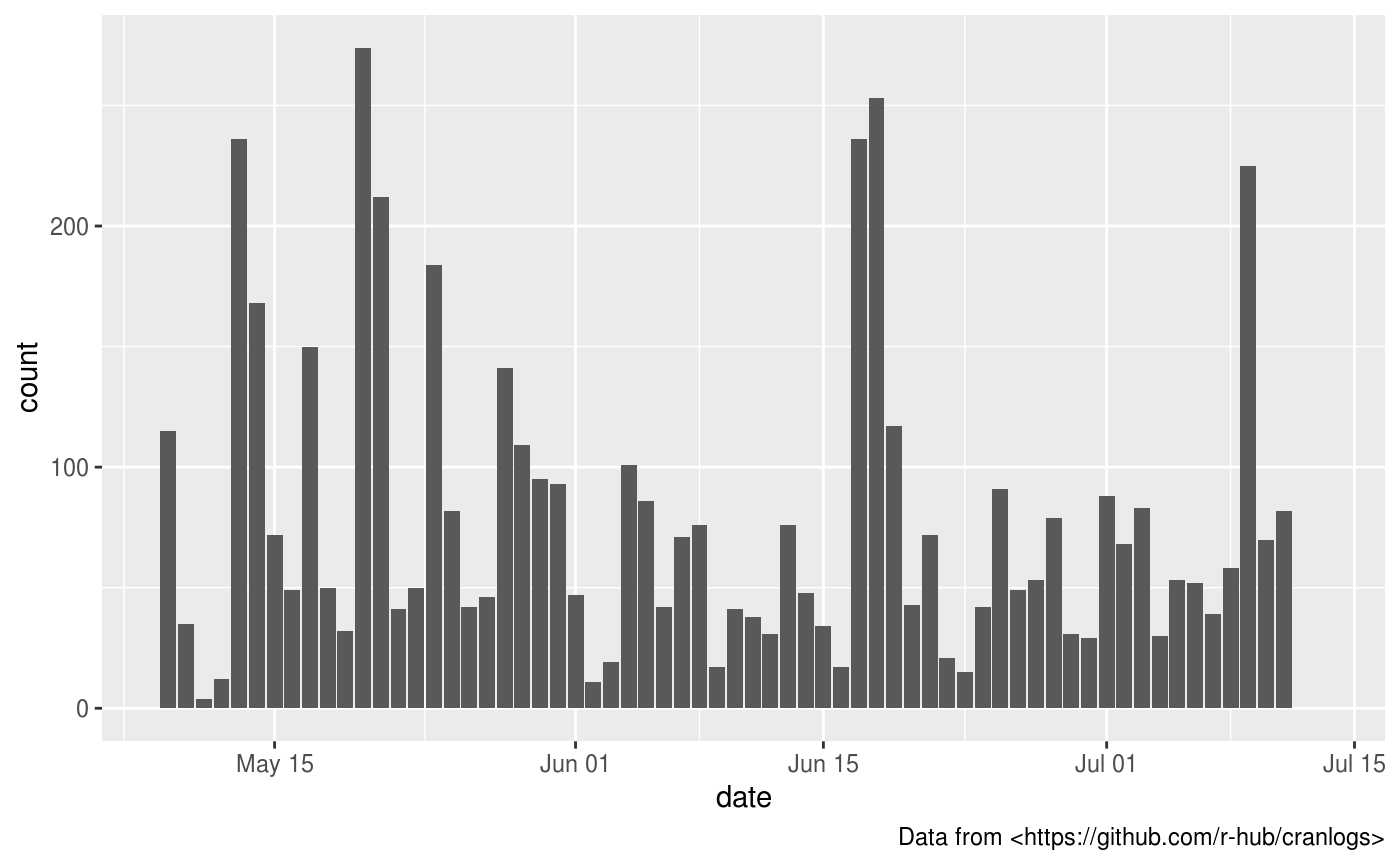 count
200
100
0
May 15
Jun 01
Jun 15
Jul 01
Jul 15
date
Data from <https://github.com/r-hub/cranlogs>